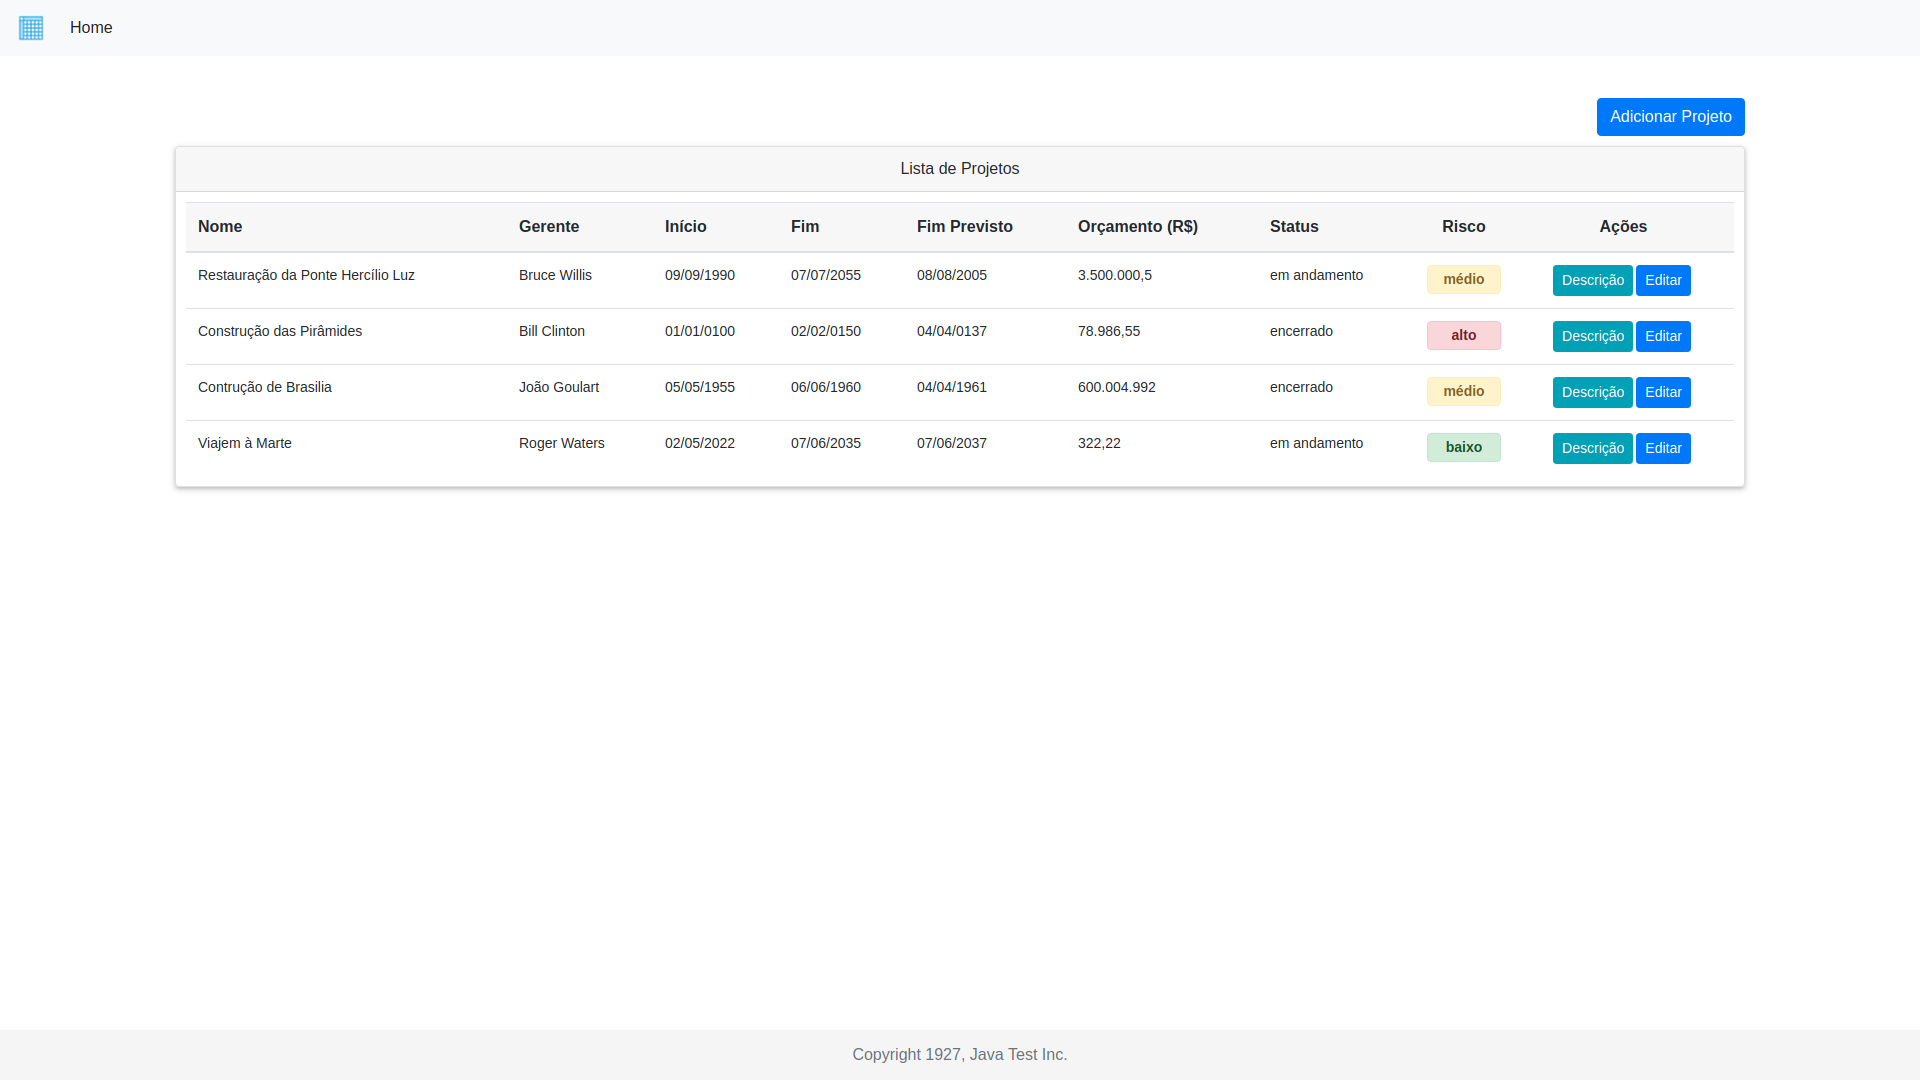 Home
Adicionar Projeto
Lista de Projetos
Nome Gerente Início Fim Fim Previsto Orçamento (R$) Status Risco Ações
Restauração da Ponte Hercílio Luz Bruce Willis 09/09/1990 07/07/2055 08/08/2005 3.500.000,5 em andamento médio Descrição Editar
Construção das Pirâmides Bill Clinton 01/01/0100 02/02/0150 04/04/0137 78.986,55 encerrado alto Descrição Editar
Contrução de Brasilia João Goulart 05/05/1955 06/06/1960 04/04/1961 600.004.992 encerrado médio Descrição Editar
Viajem à Marte Roger Waters 02/05/2022 07/06/2035 07/06/2037 322,22 em andamento baixo Descrição Editar
Copyright 1927, Java Test Inc.